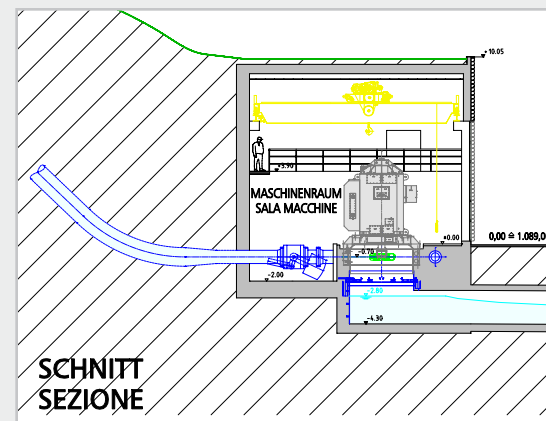 +10.05
+3.90
MASCHINENRAUM
SALA MACCHINE
±0.00
0,00 ≙ 1.089,0
-0.70
-2.00
-2.80
-4.30
SCHNITT
SEZIONE